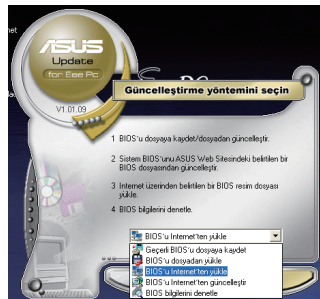 ASUS
Update
for Eee Pc
V1.01.09
Güncelleştirme yöntemini seçin
1 BIOS'u dosyaya kaydet/dosyadan güncelleştir.
2 Sistem BIOS'unu ASUS Web Sitesindeki belirtilen bir
BIOS dosyasından güncelleştir.
3 Internet üzerinden belirtilen bir BIOS resim dosyası
yükle.
4 BIOS bilgilerini denetle.
BIOS'u Internet'ten yükle
Geçerli BIOS'u dosyaya kaydet
BIOS'u dosyadan yükle
BIOS'u Internet'ten yükle
BIOS'u Internet'ten güncelleştir
BIOS bilgilerini denetle